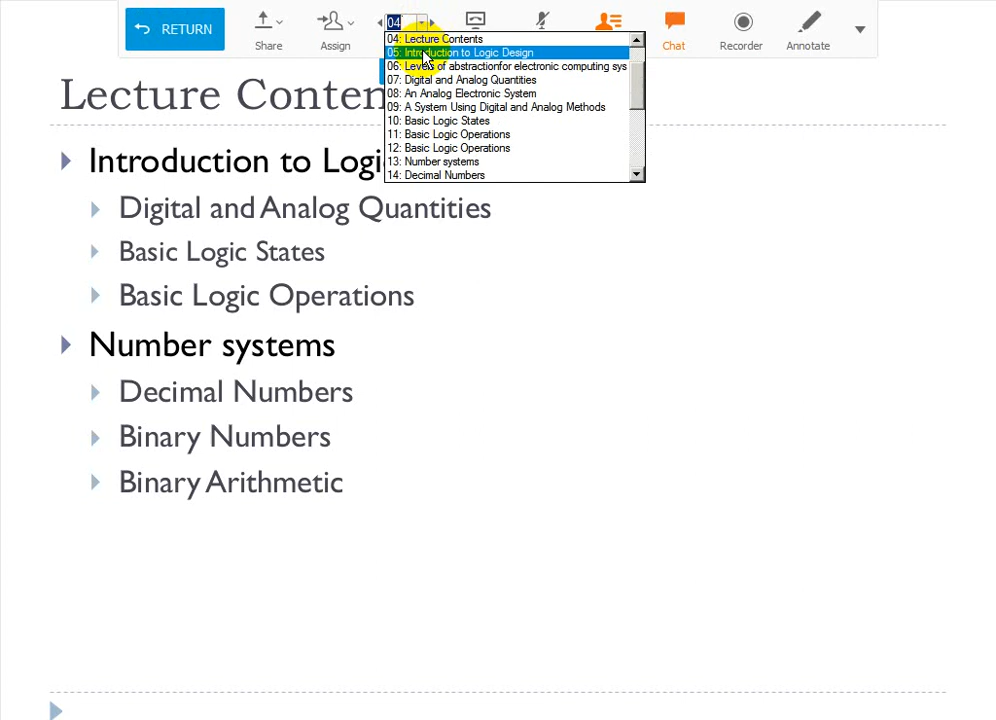 RETURN
Share
Assign
04
Chat
Recorder
Annotate
04: Lecture Contents
05: Introduction to Logic Design
06: Levels of abstractionfor electronic computing sys
07: Digital and Analog Quantities
08: An Analog Electronic System
09: A System Using Digital and Analog Methods
10: Basic Logic States
11: Basic Logic Operations
12: Basic Logic Operations
13: Number systems
14: Decimal Numbers
Lecture Conten
Introduction to Logi
Digital and Analog Quantities
Basic Logic States
Basic Logic Operations
Number systems
Decimal Numbers
Binary Numbers
Binary Arithmetic